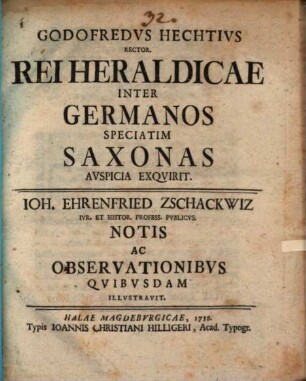 32.
GODOFREDVS HECHTIVS
RECTOR.
REI HERALDICAE
INTER
GERMANOS
SPECIATIM
SAXONAS
AVSPICIA EXQVIRIT.
IOH. EHRENFRIED ZSCHACKWIZ
IVR. ET HISTOR. PROFESS. PVBLICVS.
NOTIS
AC
OBSERVATIONIBVS
QVIBVSDAM
ILLVSTRAVIT.
HALAE MAGDEBVRGICAE,
Typis IOANNIS CHRISTIANI HILLIGERI, Acad. Typogr.